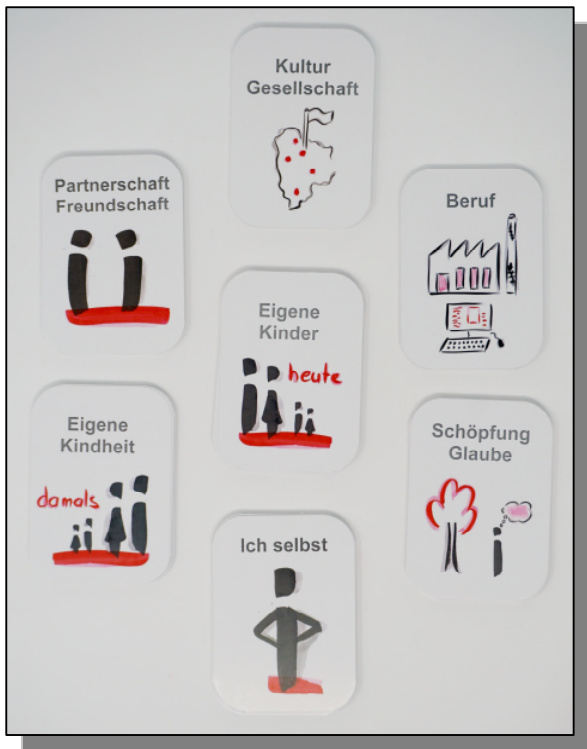 Kultur
Gesellschaft
Partnerschaft
Freundschaft
Beruf
Eigene
Kinder
heute
Eigene
Kindheit
damals
Schöpfung
Glaube
Ich selbst